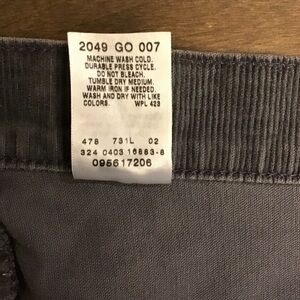 2049 GO 007
MACHINE WASH COLD.
DURABLE PRESS CYCLE.
DO NOT BLEACH.
TUMBLE DRY MEDIUM.
WARM IRON IF NEEDED.
WASH AND DRY WITH LIKE
COLORS. WPL 423
478 731L 02
324 0403 16883-8
095617206